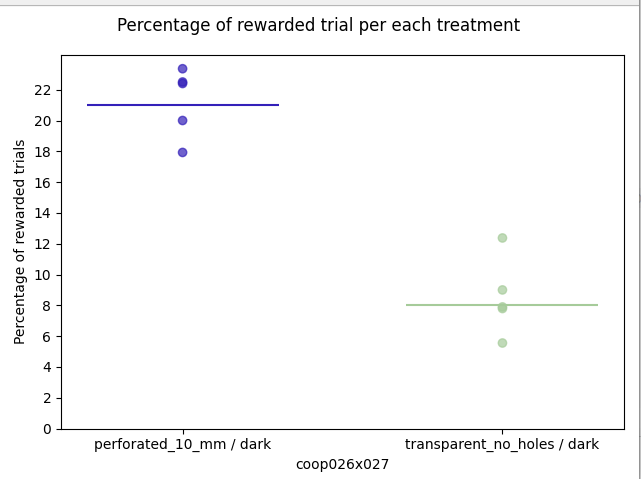 Percentage of rewarded trial per each treatment
Percentage of rewarded trials
22
20
18
16
14
12
10
8
6
4
2
0
perforated_10_mm / dark
transparent_no_holes / dark
coop026x027